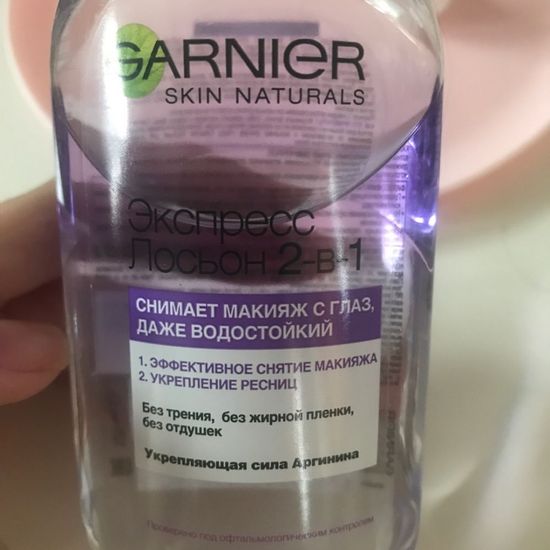 GARNIER
SKIN NATURALS
Экспресс
Лосьон 2-в-1
СНИМАЕТ МАКИЯЖ С ГЛАЗ,
ДАЖЕ ВОДОСТОЙКИЙ
1. ЭФФЕКТИВНОЕ СНЯТИЕ МАКИЯЖА
2. УКРЕПЛЕНИЕ РЕСНИЦ
Без трения, без жирной пленки,
без отдушек
Укрепляющая сила Аргинина
Проверено под офтальмологическим контролем